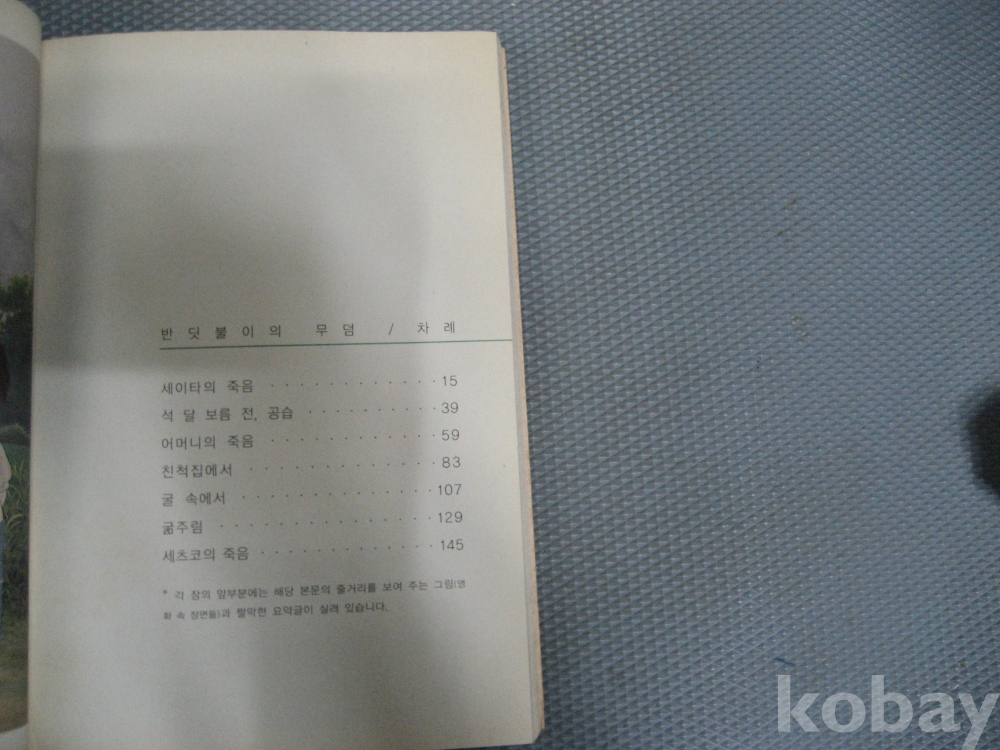 반딧불이의 무덤 / 차례
세이타의 죽음 · · · · · · · · · · · · 15
석 달 보름 전, 공습 · · · · · · · · · 39
어머니의 죽음 · · · · · · · · · · · · 59
친척집에서 · · · · · · · · · · · · · 83
굴 속에서 · · · · · · · · · · · · · 107
굶주림 · · · · · · · · · · · · · · · 129
세츠코의 죽음 · · · · · · · · · · · · 145
* 각 장의 앞부분에는 해당 본문의 줄거리를 보여 주는 그림(영
화 속 장면들)과 짤막한 요약글이 실려 있습니다.
kobay